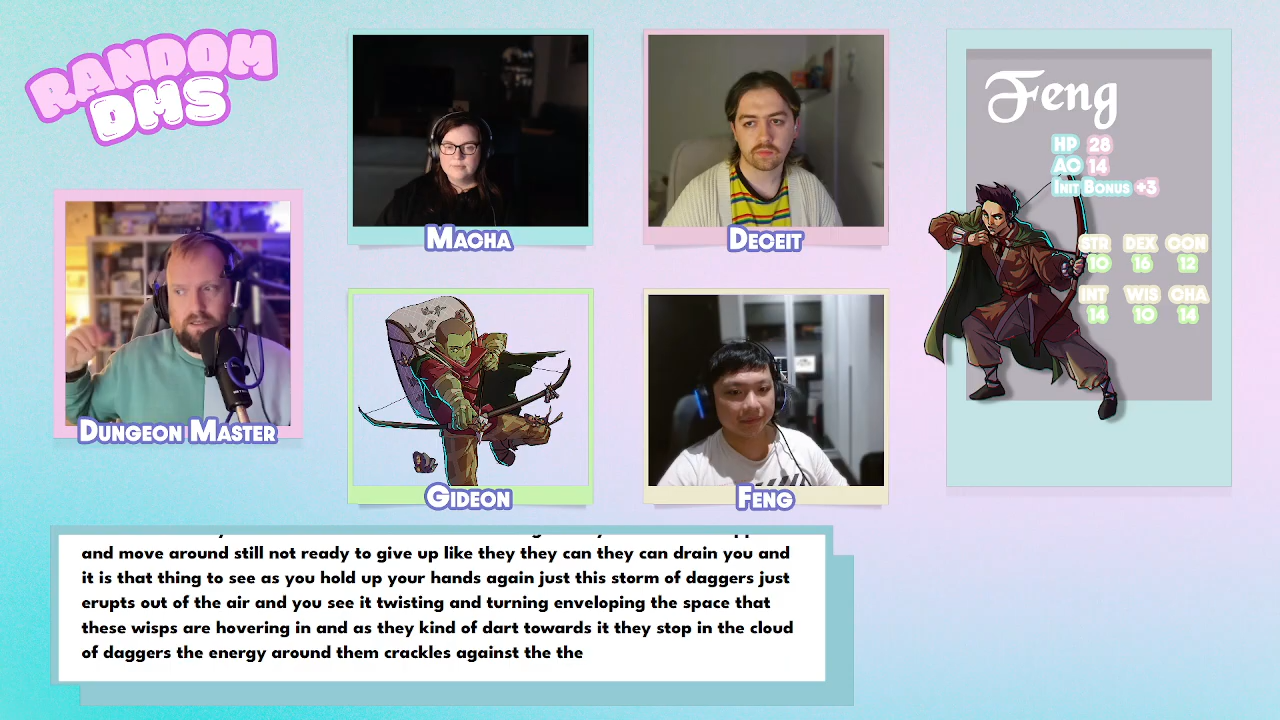 RANDOM
DMS
Macha
Deceit
Dungeon Master
Gideon
Feng
Feng
HP 28
AC 14
Init Bonus +3
STR DEX CON
10 16 12
INT WIS CHA
14 10 14
and move around still not ready to give up like they they can they can drain you and
it is that thing to see as you hold up your hands again just this storm of daggers just
erupts out of the air and you see it twisting and turning enveloping the space that
these wisps are hovering in and as they kind of dart towards it they stop in the cloud
of daggers the energy around them crackles against the the